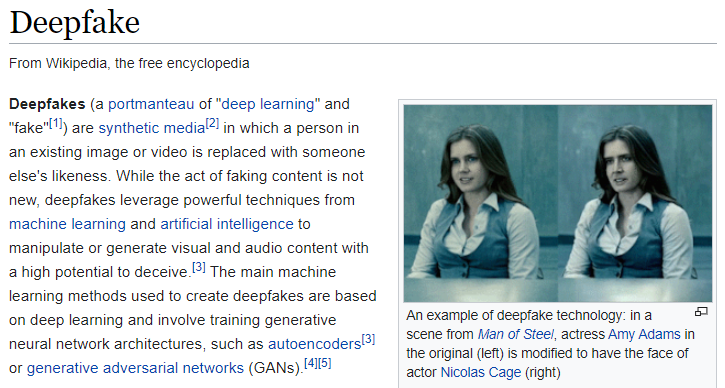 Deepfake
From Wikipedia, the free encyclopedia
Deepfakes (a portmanteau of "deep learning" and
"fake"[1]) are synthetic media[2] in which a person in
an existing image or video is replaced with someone
else's likeness. While the act of faking content is not
new, deepfakes leverage powerful techniques from
machine learning and artificial intelligence to
manipulate or generate visual and audio content with
a high potential to deceive.[3] The main machine
learning methods used to create deepfakes are based
on deep learning and involve training generative
neural network architectures, such as autoencoders[3]
or generative adversarial networks (GANs).[4][5]
An example of deepfake technology: in a
scene from Man of Steel, actress Amy Adams in
the original (left) is modified to have the face of
actor Nicolas Cage (right)